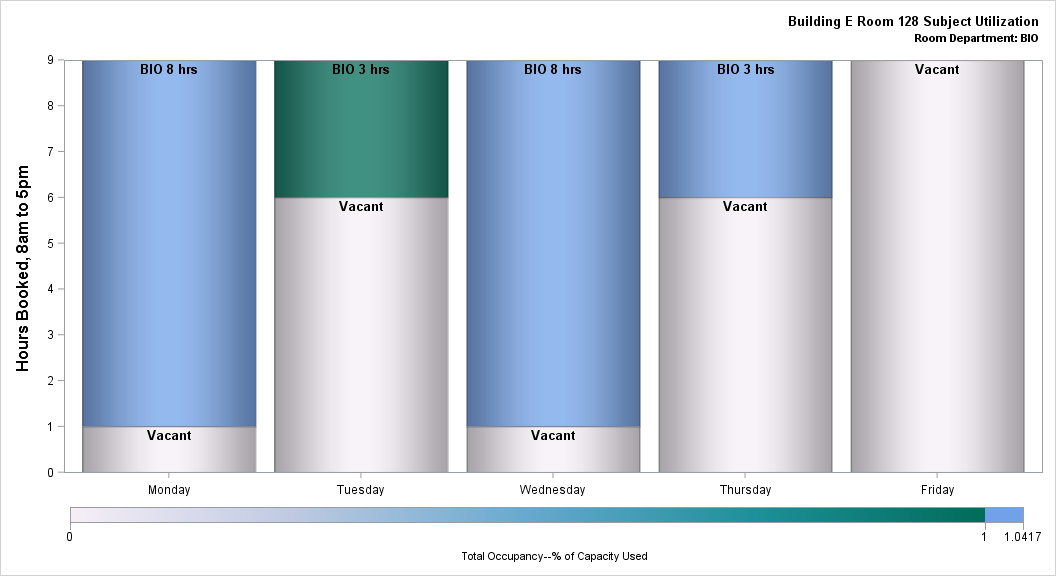 Building E Room 128 Subject Utilization
Room Department: BIO
Hours Booked, 8am to 5pm
9
8
7
6
5
4
3
2
1
0
BIO 8 hrs
BIO 3 hrs
BIO 8 hrs
BIO 3 hrs
Vacant
Vacant
Vacant
Vacant
Vacant
Monday
Tuesday
Wednesday
Thursday
Friday
0
1
1.0417
Total Occupancy--% of Capacity Used